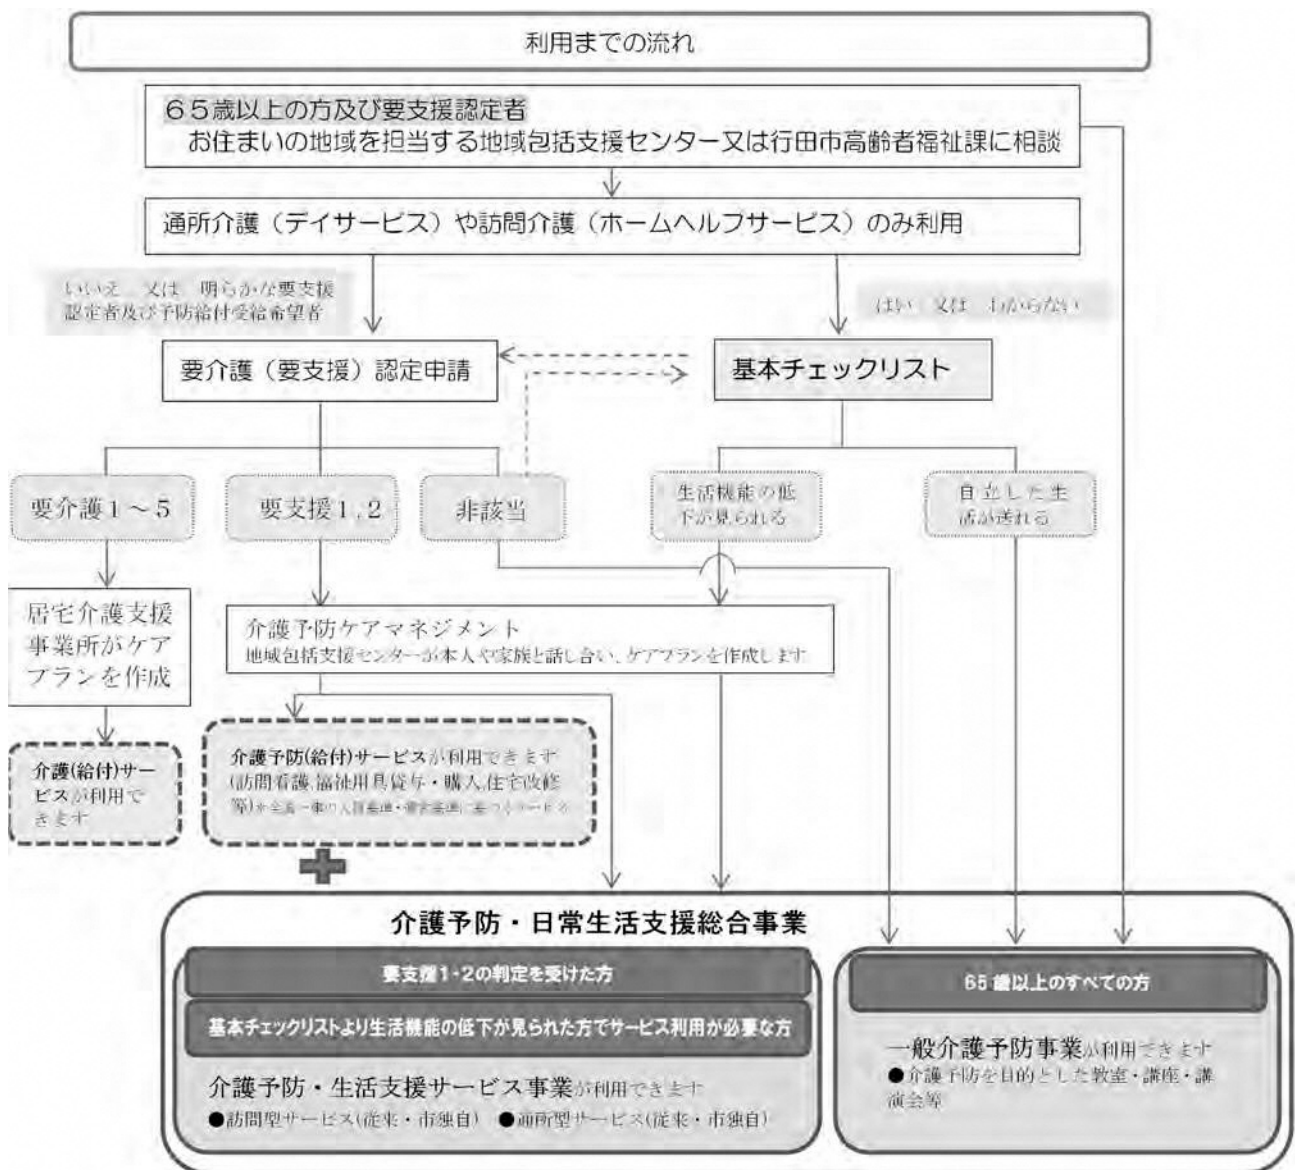 利用までの流れ
65歳以上の方及び要支援認定者
お住まいの地域を担当する地域包括支援センター又は行田市高齢者福祉課に相談
通所介護（デイサービス）や訪問介護（ホームヘルプサービス）のみ利用
いいえ 又は 明らかな要支援
認定者及び予防給付受給希望者
はい 又は わからない
要介護（要支援）認定申請
基本チェックリスト
要介護1～5
要支援1,2
非該当
生活機能の低
下が見られる
自立した生
活が送れる
居宅介護支援
事業所がケア
プランを作成
介護予防ケアマネジメント
地域包括支援センターが本人や家族と話し合い、ケアプランを作成します
介護(給付)サー
ビスが利用で
きます
介護予防(給付)サービスが利用できます
(訪問看護,福祉用具貸与・購入,住宅改修
等)
介護予防・日常生活支援総合事業
要支援1・2の判定を受けた方
基本チェックリストより生活機能の低下が見られた方でサービス利用が必要な方
介護予防・生活支援サービス事業が利用できます
●訪問型サービス(従来・市独自) ●通所型サービス(従来・市独自)
65歳以上のすべての方
一般介護予防事業が利用できます
●介護予防を目的とした教室・講座・講
演会等